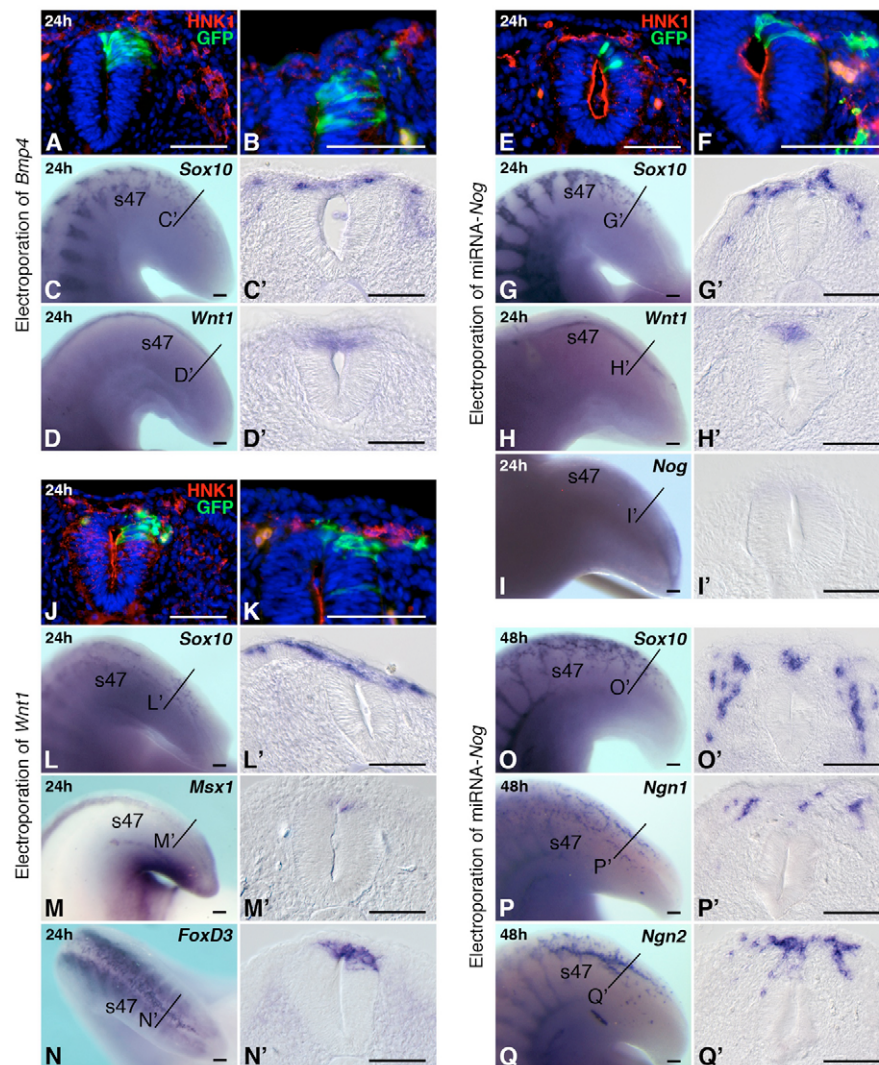 Electroporation of Bmp4
24h HNK1
GFP
A
B
24h Sox10
s47
C'
C
C'
24h Wnt1
s47
D'
D
D'
Electroporation of miRNA-Nog
24h HNK1
GFP
E
F
24h Sox10
s47
G'
G
G'
24h Wnt1
s47
H'
H
H'
24h Nog
s47
I'
I
I'
Electroporation of Wnt1
24h HNK1
GFP
J
K
24h Sox10
s47
L'
L
L'
24h Msx1
s47
M'
M
M'
24h FoxD3
s47
N'
N
N'
Electroporation of miRNA-Nog
48h Sox10
s47
O'
O
O'
48h Ngn1
s47
P'
P
P'
48h Ngn2
s47
Q'
Q
Q'